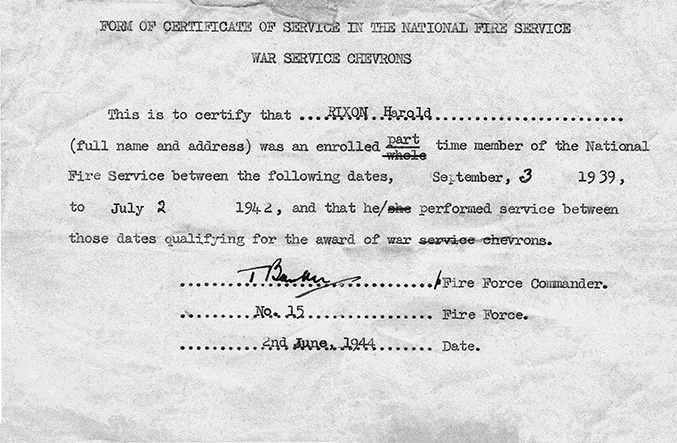 FORM OF CERTIFICATE OF SERVICE IN THE NATIONAL FIRE SERVICE
WAR SERVICE CHEVRONS
This is to certify that ....RIXON Harold............................
(full name and address) was an enrolled part whole time member of the National
Fire Service between the following dates, September, 3 1939,
to July 2 1942, and that he/she performed service between
those dates qualifying for the award of war service chevrons.
Fire Force Commander.
..........No. 15................ Fire Force.
...........2nd June, 1944....... Date.